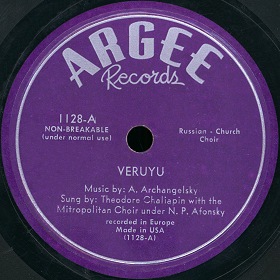 ARGEE
Records
1128-A
NON-BREAKABLE
(under normal use)
Russian - Church
Choir
VERUYU
Music by: A. Archangelsky
Sung by: Theodore Chaliapin with the
Mitropolitan Choir under N. P. Afonsky
recorded in Europe
Made in USA
(1128-A)